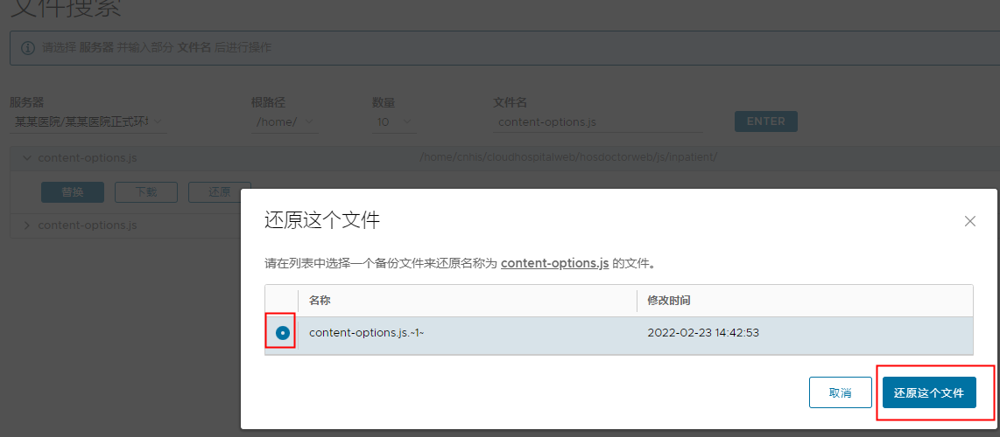 文件搜索
请选择 服务器 并输入部分 文件名 后进行操作
服务器 根路径 数量 文件名
某某医院/某某医院正式环境 /home/ 10 content-options.js ENTER
content-options.js /home/cnhis/cloudhospitalweb/hosdoctorweb/js/inpatient/
替换 下载 还原
content-options.js
还原这个文件
请在列表中选择一个备份文件来还原名称为 content-options.js 的文件。
名称 修改时间
content-options.js.~1~ 2022-02-23 14:42:53
取消 还原这个文件